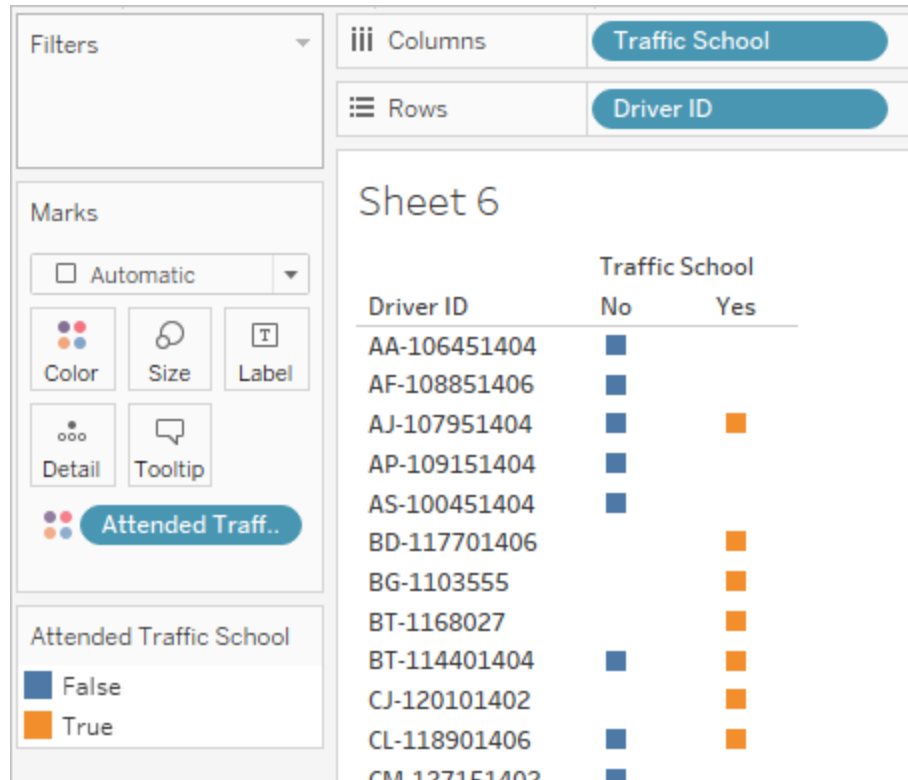 Filters
Columns Traffic School
Rows Driver ID
Marks
Automatic
Color Size Label
Detail Tooltip
Attended Traff..
Attended Traffic School
False
True
Sheet 6
Traffic School
Driver ID No Yes
AA-106451404
AF-108851406
AJ-107951404
AP-109151404
AS-100451404
BD-117701406
BG-1103555
BT-1168027
BT-114401404
CJ-120101402
CL-118901406